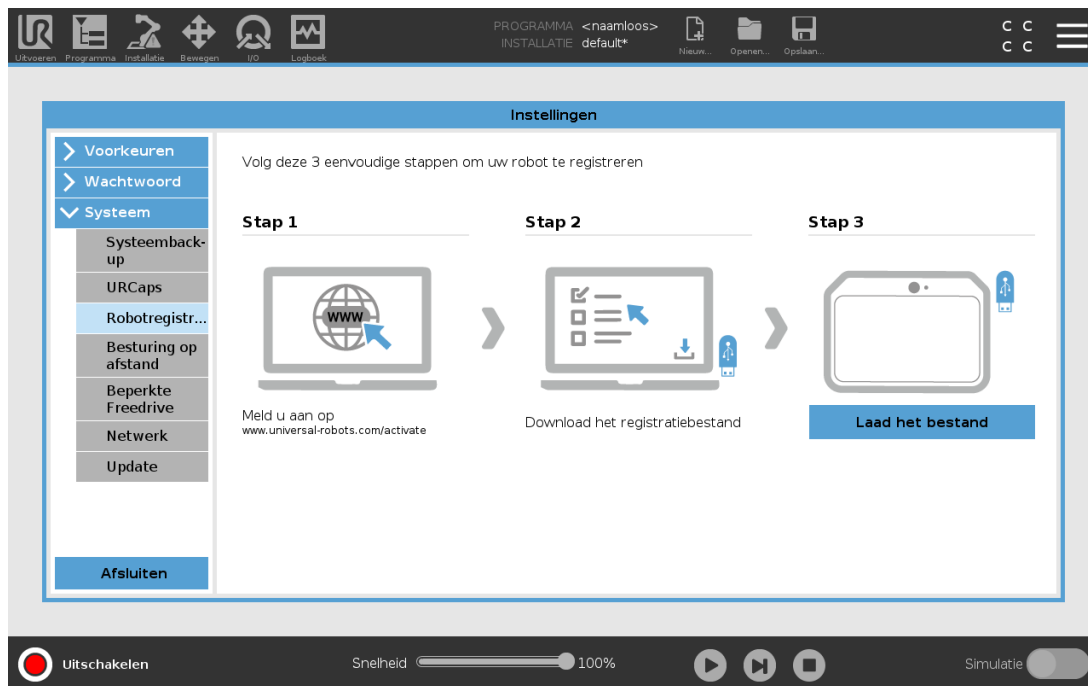 PROGRAMMA <naamloos>
INSTALLATIE default*
C C
C C
Uitvoeren Programma Installatie Bewegen I/O Logboek Nieuw... Openen... Opslaan...
Instellingen
Voorkeuren
Wachtwoord
Systeem
Systeemback-
up
URCaps
Robotregistr...
Besturing op
afstand
Beperkte
Freedrive
Netwerk
Update
Afsluiten
Volg deze 3 eenvoudige stappen om uw robot te registreren
Stap 1
www
Meld u aan op
www.universal-robots.com/activate
Stap 2
Download het registratiebestand
Stap 3
Laad het bestand
Uitschakelen
Snelheid 100%
Simulatie